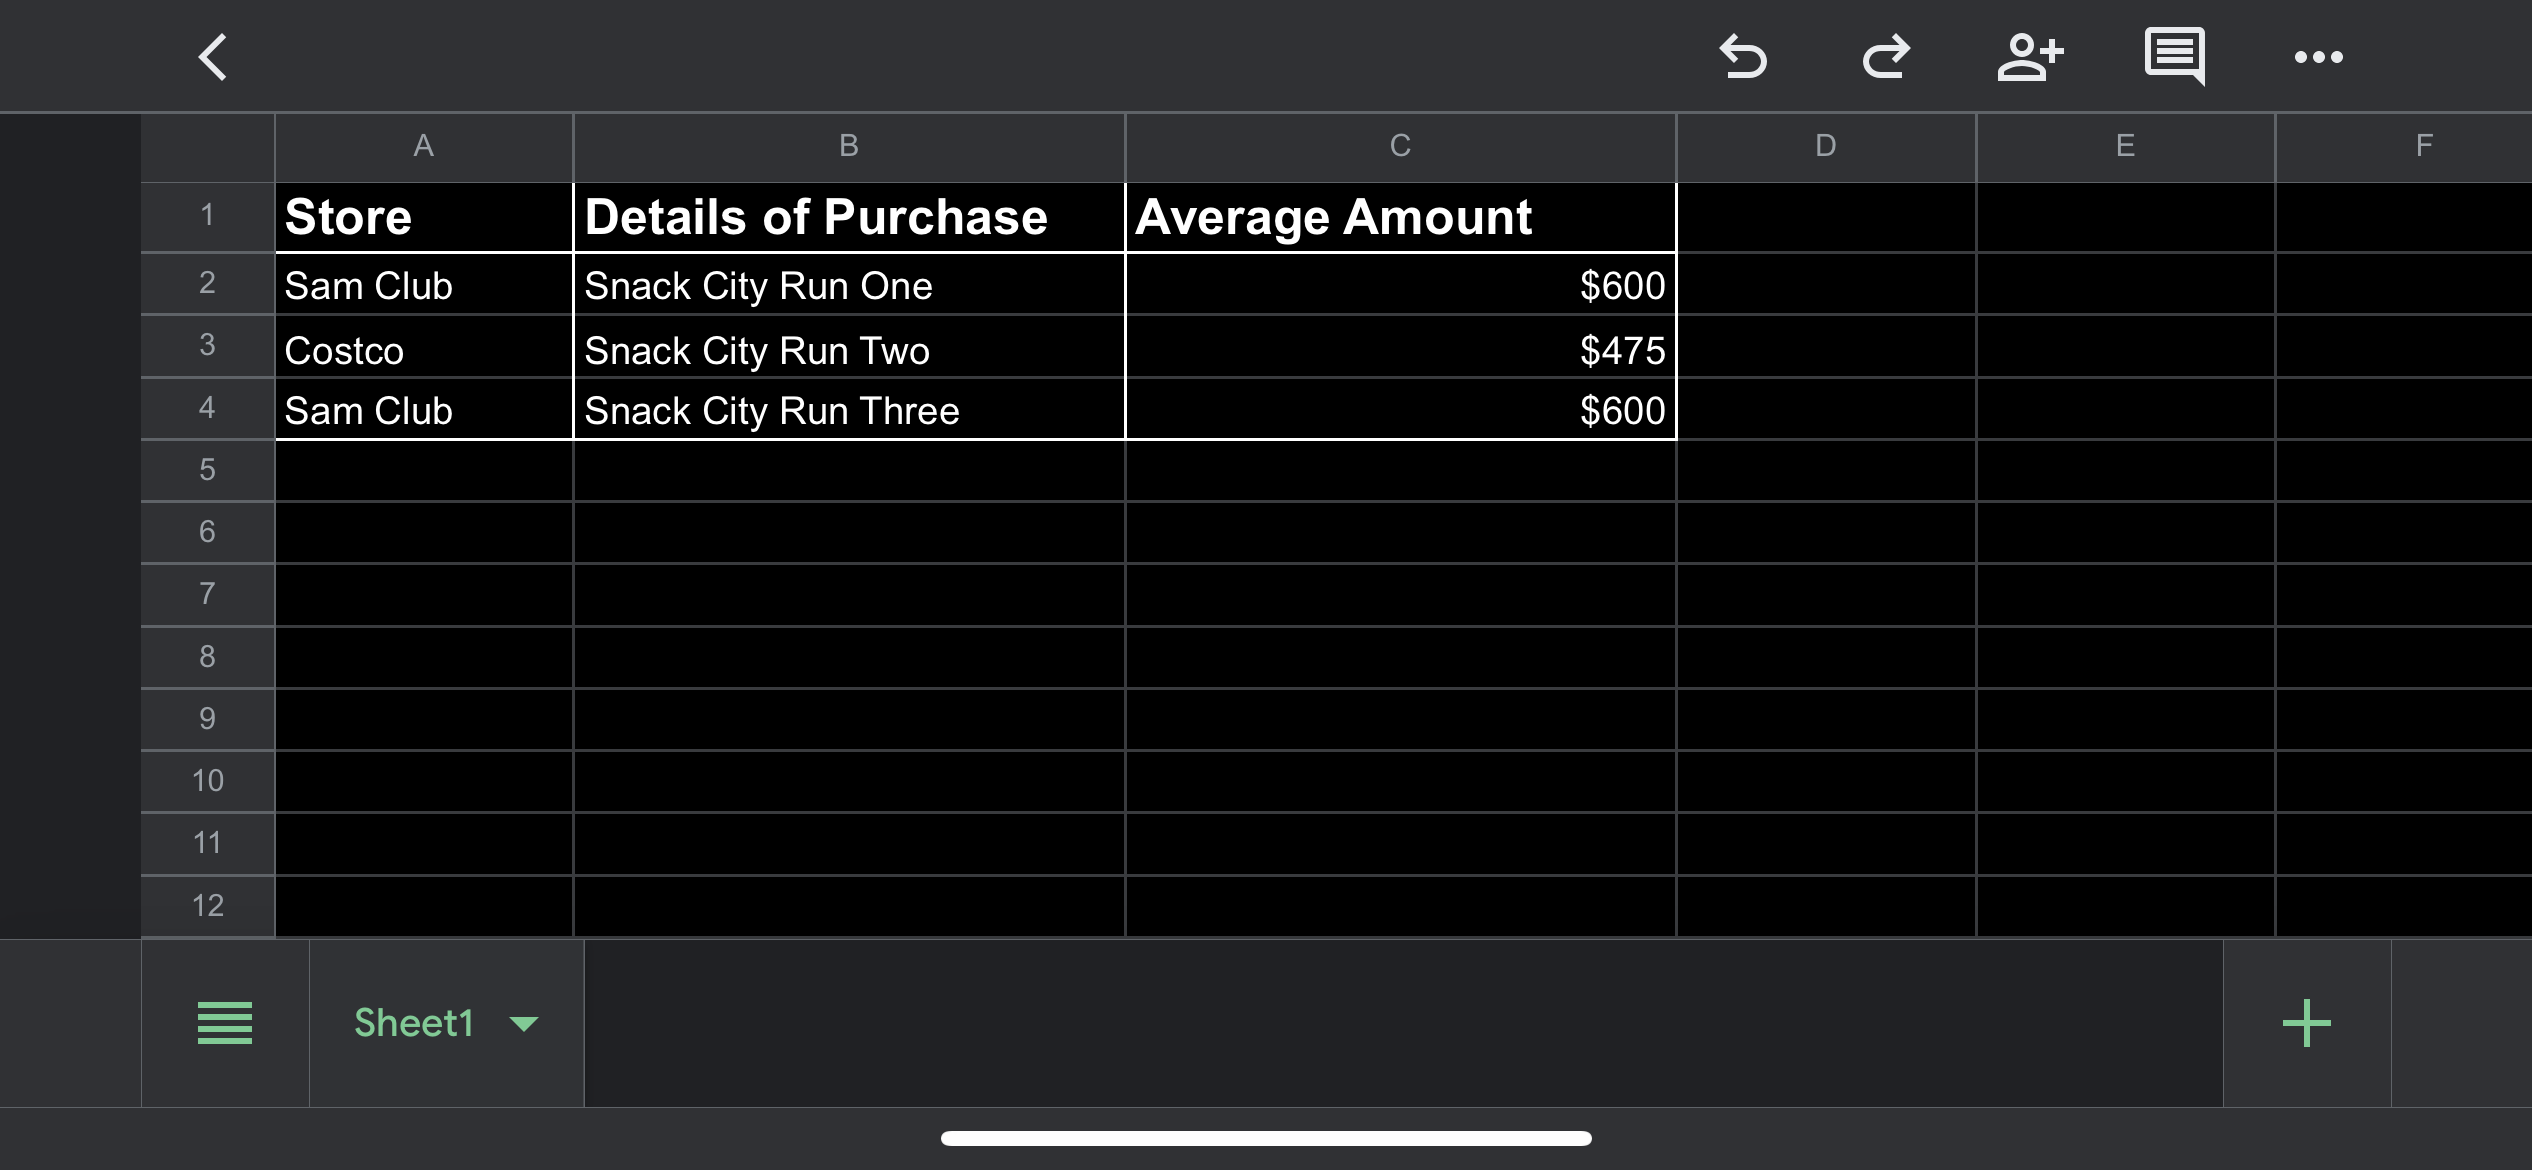 A B C D E F
1 Store Details of Purchase Average Amount
2 Sam Club Snack City Run One $600
3 Costco Snack City Run Two $475
4 Sam Club Snack City Run Three $600
5
6
7
8
9
10
11
12
Sheet1